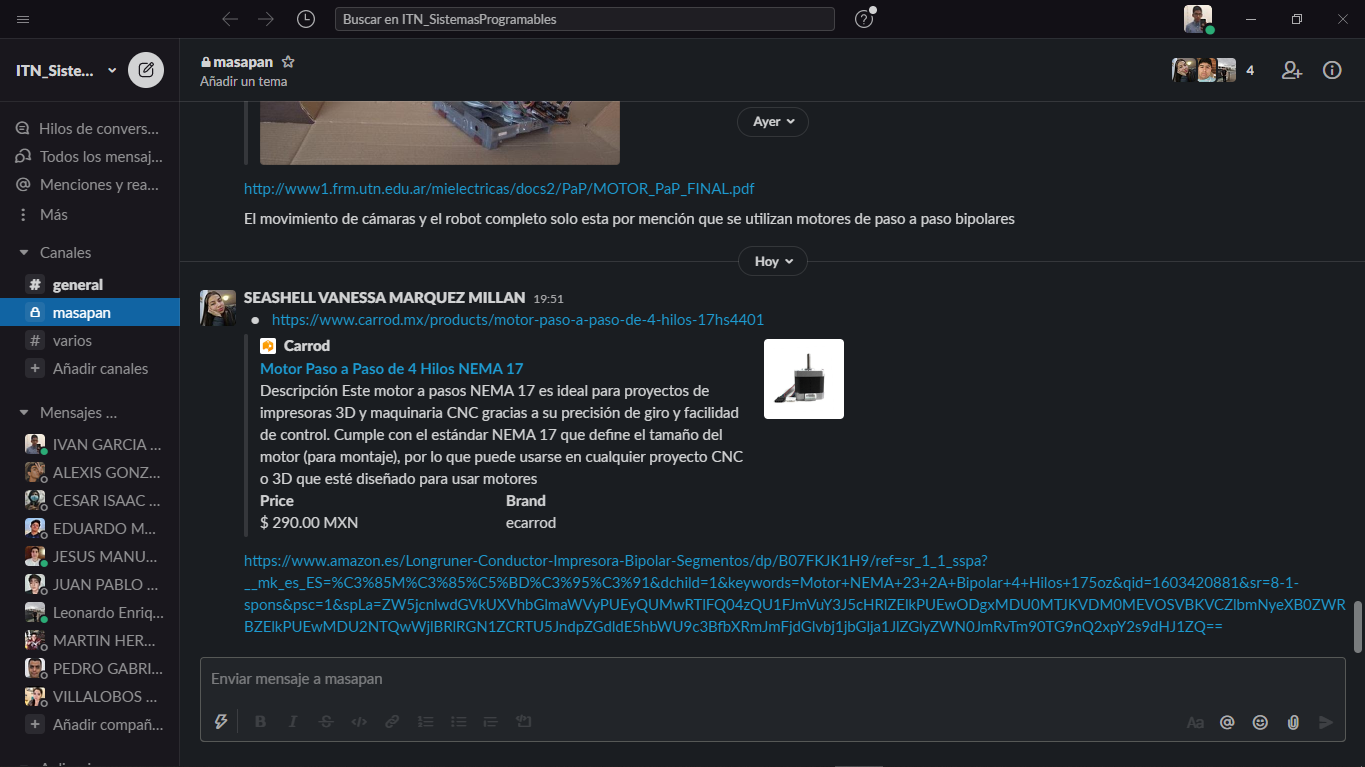 Buscar en ITN_SistemasProgramables
ITN_Siste...
masapan
Añadir un tema
4
Hilos de convers...
Todos los mensaj...
Menciones y rea...
Más
Canales
# general
masapan
# varios
+ Añadir canales
Mensajes ...
IVAN GARCIA ...
ALEXIS GONZ...
CESAR ISAAC ...
EDUARDO M...
JESUS MANU...
JUAN PABLO ...
Leonardo Enriq...
MARTIN HER...
PEDRO GABRI...
VILLALOBOS ...
+ Añadir compañ...
Ayer
http://www1.frm.utn.edu.ar/mielectricas/docs2/PaP/MOTOR_PaP_FINAL.pdf
El movimiento de cámaras y el robot completo solo esta por mención que se utilizan motores de paso a paso bipolares
Hoy
SEASHELL VANESSA MARQUEZ MILLAN 19:51
• https://www.carrod.mx/products/motor-paso-a-paso-de-4-hilos-17hs4401
Carrod
Motor Paso a Paso de 4 Hilos NEMA 17
Descripción Este motor a pasos NEMA 17 es ideal para proyectos de
impresoras 3D y maquinaria CNC gracias a su precisión de giro y facilidad
de control. Cumple con el estándar NEMA 17 que define el tamaño del
motor (para montaje), por lo que puede usarse en cualquier proyecto CNC
o 3D que esté diseñado para usar motores
Price Brand
$ 290.00 MXN ecarrod
https://www.amazon.es/Longruner-Conductor-Impresora-Bipolar-Segmentos/dp/B07FKJK1H9/ref=sr_1_1_sspa?
__mk_es_ES=%C3%85M%C3%85%C5%BD%C3%95%C3%91&dchild=1&keywords=Motor+NEMA+23+2A+Bipolar+4+Hilos+175oz&qid=1603420881&sr=8-1-
Enviar mensaje a masapan
B I S </> Aa @